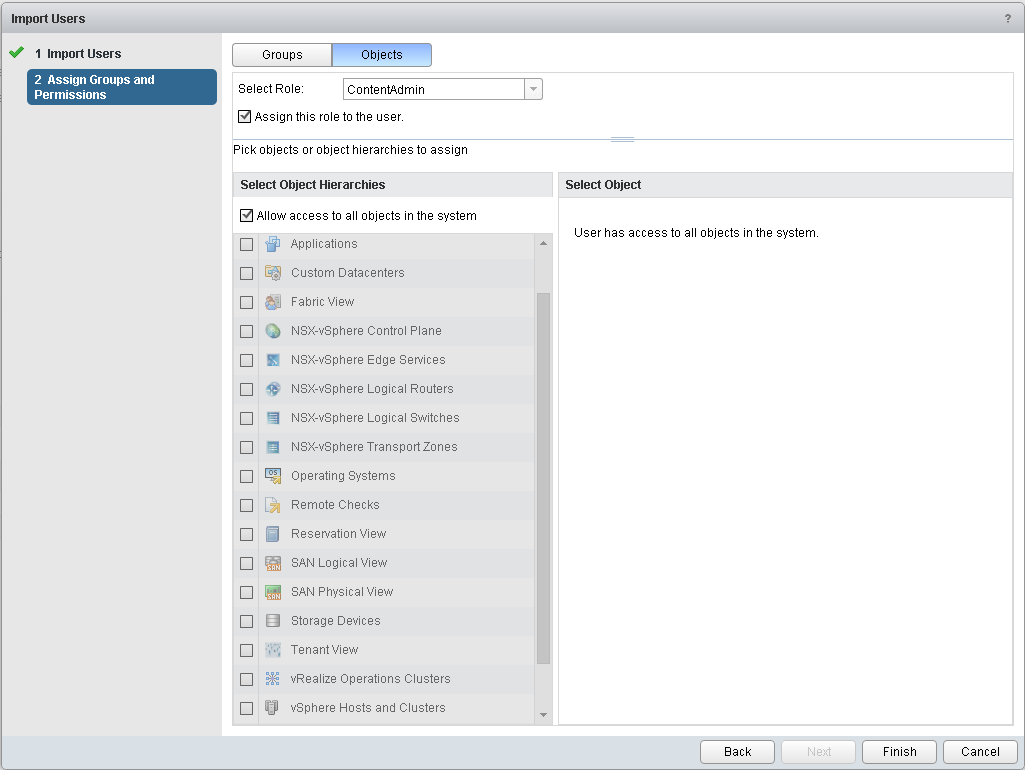 Import Users
?
1 Import Users
2 Assign Groups and
Permissions
Groups
Objects
Select Role:
ContentAdmin
Assign this role to the user.
Pick objects or object hierarchies to assign
Select Object Hierarchies
Allow access to all objects in the system
Applications
Custom Datacenters
Fabric View
NSX-vSphere Control Plane
NSX-vSphere Edge Services
NSX-vSphere Logical Routers
NSX-vSphere Logical Switches
NSX-vSphere Transport Zones
OS
Operating Systems
Remote Checks
Reservation View
SAN
SAN Logical View
SAN
SAN Physical View
Storage Devices
Tenant View
vRealize Operations Clusters
vSphere Hosts and Clusters
Select Object
User has access to all objects in the system.
Back
Next
Finish
Cancel